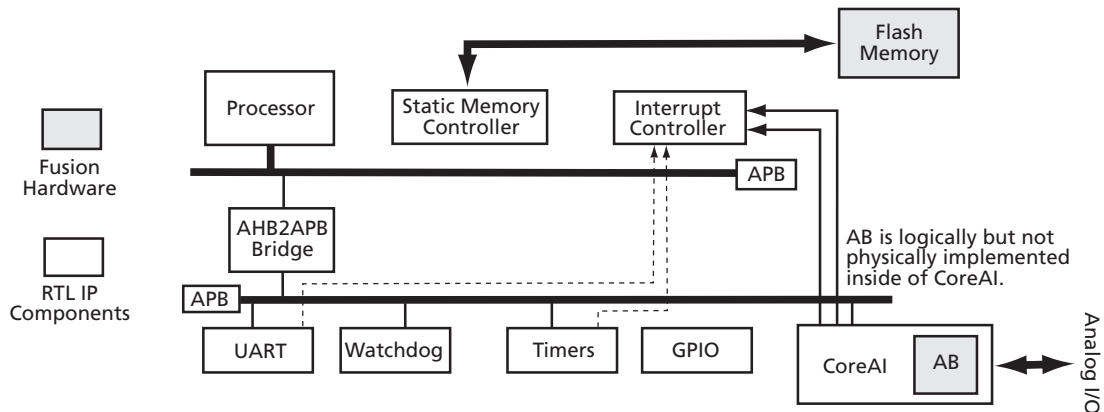 Flash
Memory
Processor
Static Memory
Controller
Interrupt
Controller
Fusion
Hardware
APB
AHB2APB
Bridge
AB is logically but not
physically implemented
inside of CoreAI.
RTL IP
Components
APB
UART
Watchdog
Timers
GPIO
CoreAI
AB
Analog I/O